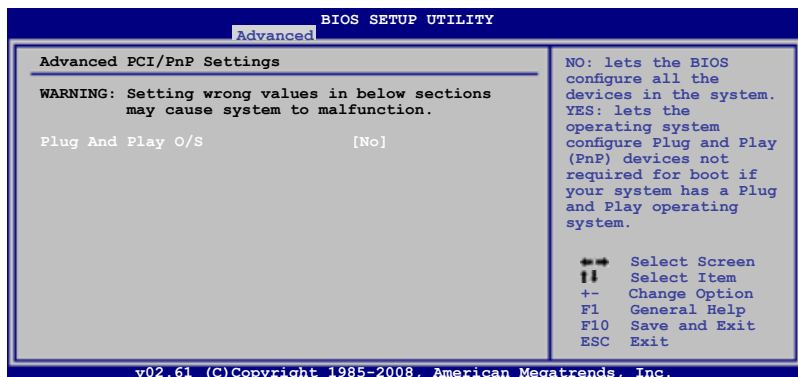 BIOS SETUP UTILITY
Advanced
Advanced PCI/PnP Settings
WARNING: Setting wrong values in below sections
may cause system to malfunction.
Plug And Play O/S [No]
NO: lets the BIOS
configure all the
devices in the system.
YES: lets the
operating system
configure Plug and Play
(PnP) devices not
required for boot if
your system has a Plug
and Play operating
system.
←→ Select Screen
↑↓ Select Item
+- Change Option
F1 General Help
F10 Save and Exit
ESC Exit
v02.61 (C)Copyright 1985-2008, American Megatrends, Inc.